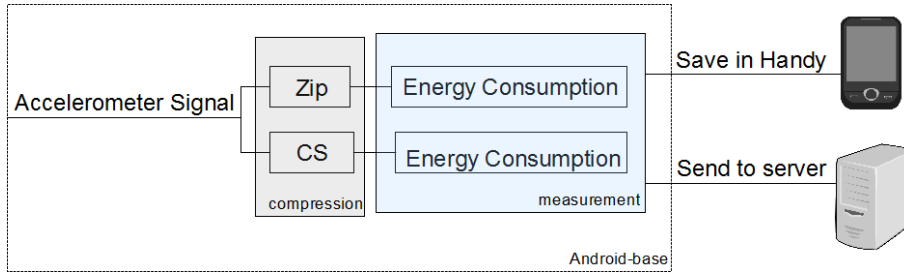 Accelerometer Signal
Zip
CS
compression
Energy Consumption
Energy Consumption
measurement
Save in Handy
Send to server
Android-base